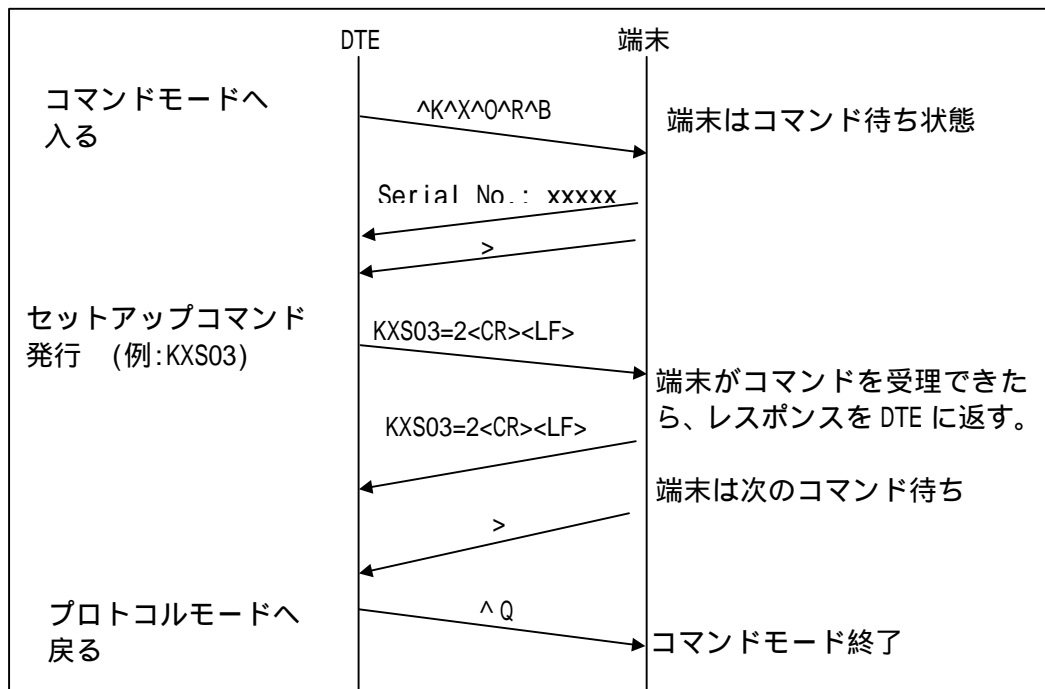 DTE 端末
コマンドモードへ
入る
^K^X^O^R^B
端末はコマンド待ち状態
Serial No.: xxxxx
>
セットアップコマンド
発行 (例:KXS03)
KXS03=2<CR><LF>
端末がコマンドを受理できた
ら、レスポンスを DTE に返す。
KXS03=2<CR><LF>
端末は次のコマンド待ち
>
プロトコルモードへ
戻る
^Q
コマンドモード終了